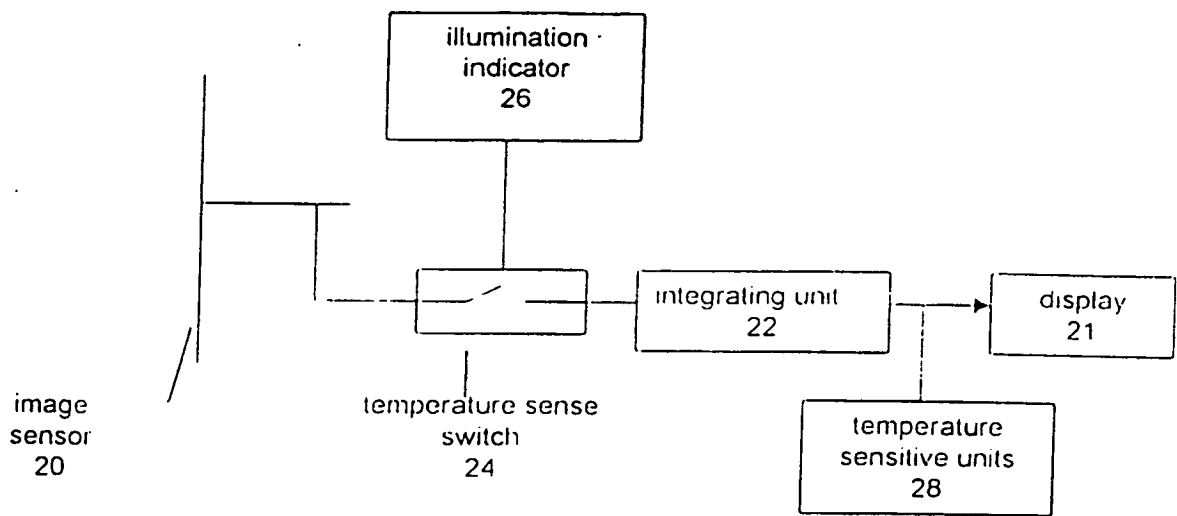 illumination
indicator
26
integrating unit
22
display
21
image
sensor
20
temperature sense
switch
24
temperature
sensitive units
28